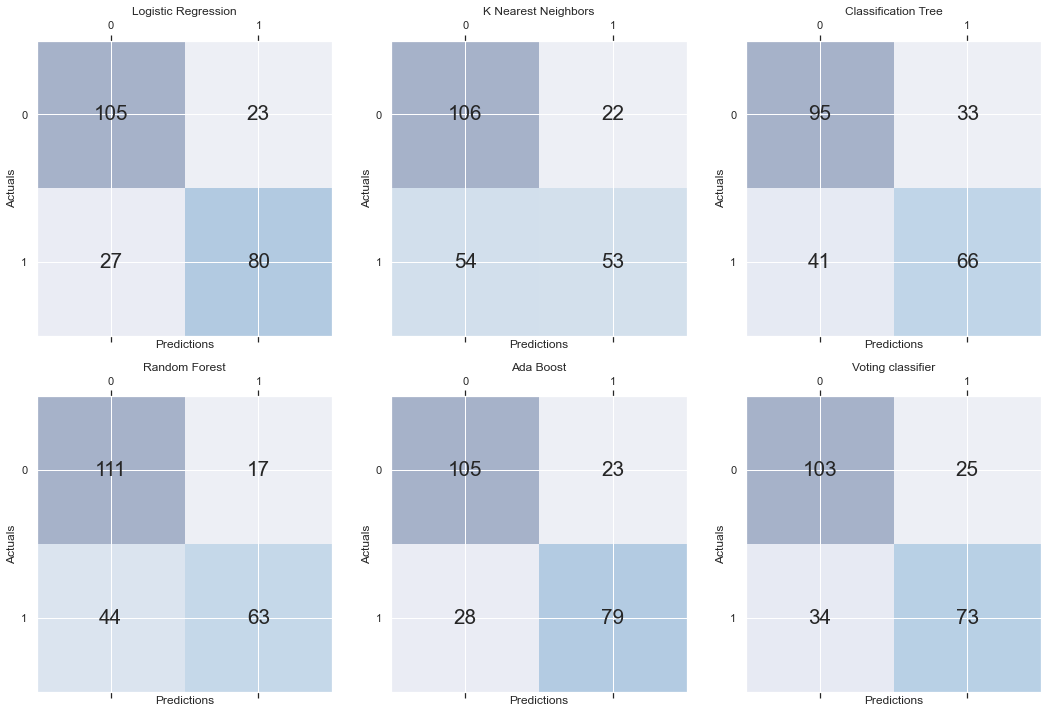 Logistic Regression
0 1
0 105 23
1 27 80
Actuals
Predictions
K Nearest Neighbors
0 1
0 106 22
1 54 53
Actuals
Predictions
Classification Tree
0 1
0 95 33
1 41 66
Actuals
Predictions
Random Forest
0 1
0 111 17
1 44 63
Actuals
Predictions
Ada Boost
0 1
0 105 23
1 28 79
Actuals
Predictions
Voting classifier
0 1
0 103 25
1 34 73
Actuals
Predictions